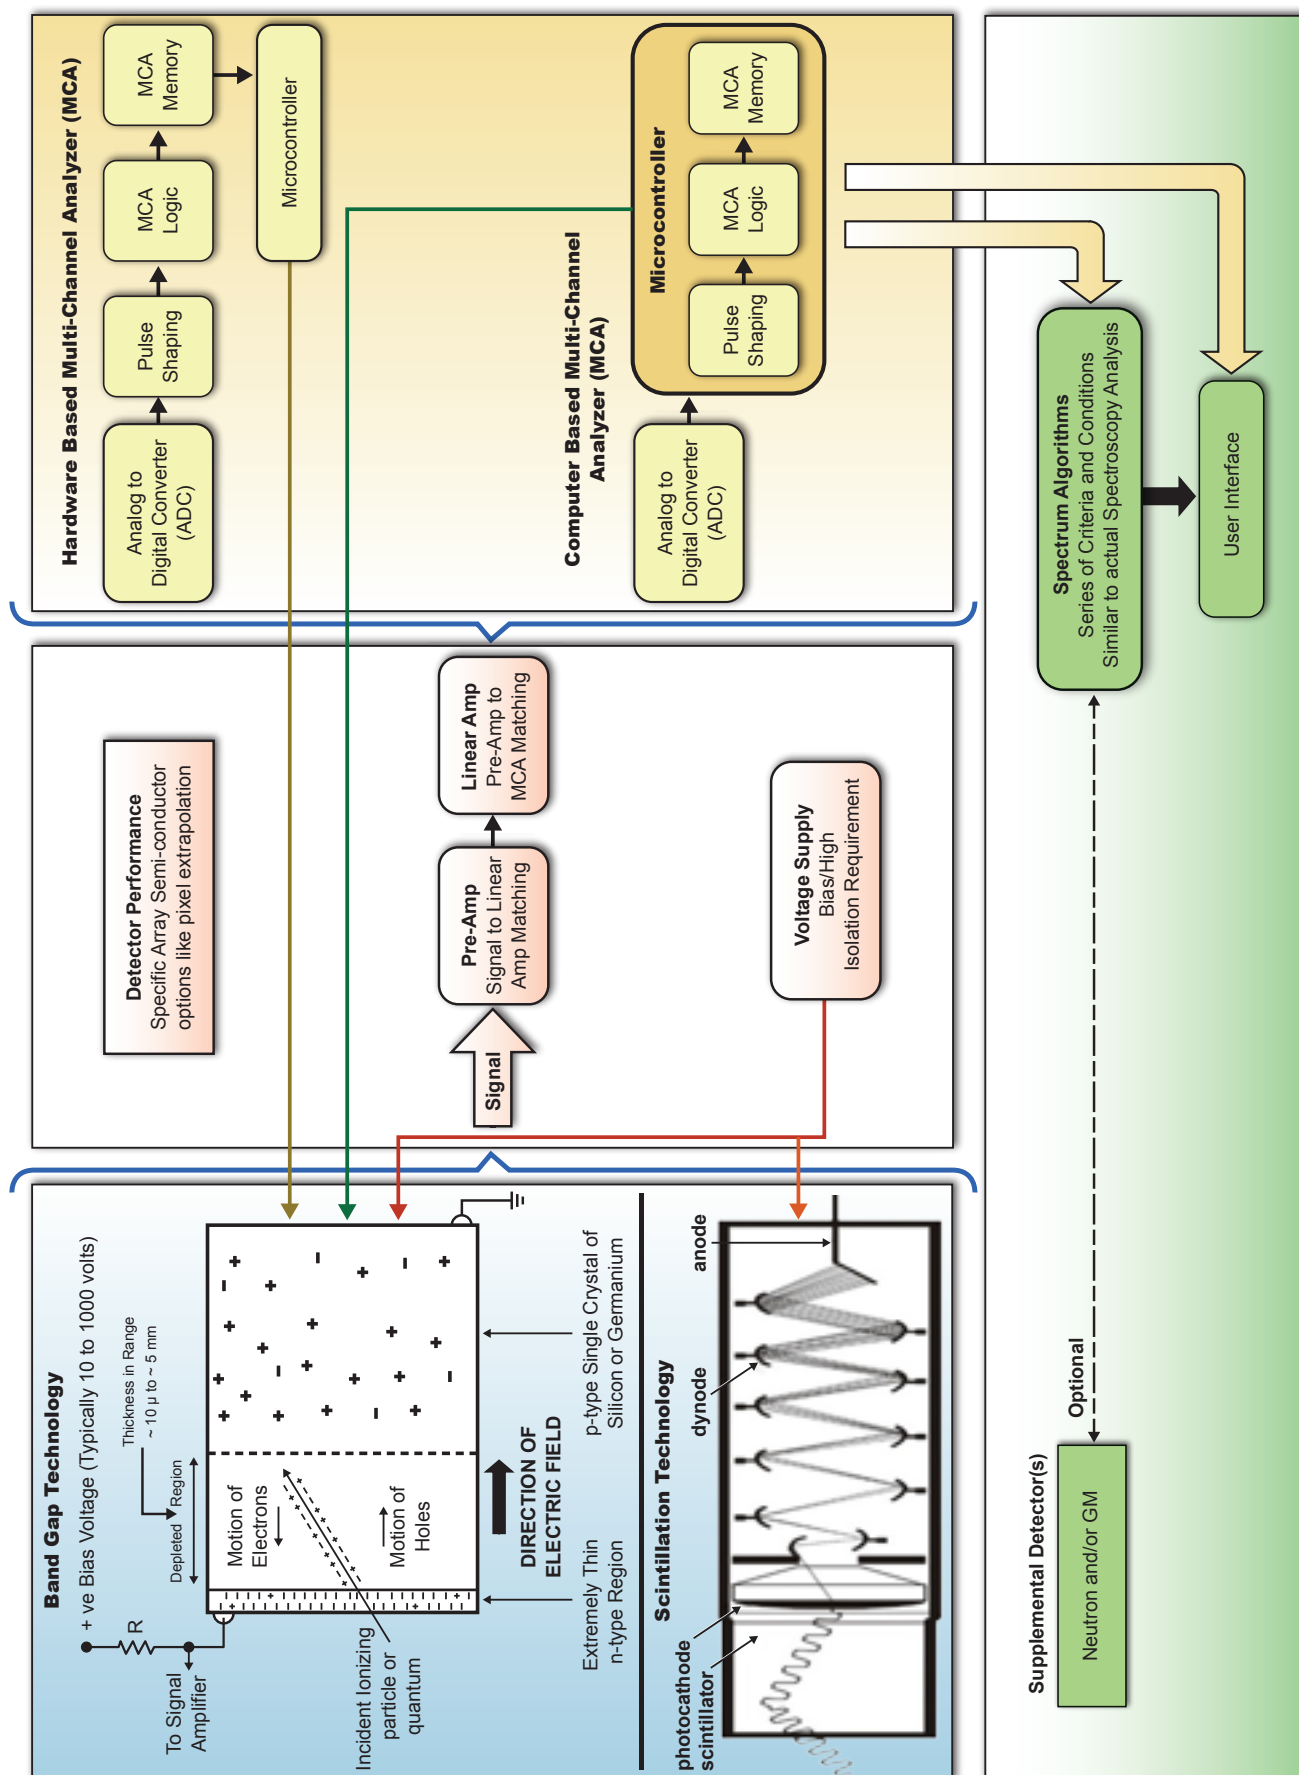 Band Gap Technology
+ ve Bias Voltage (Typically 10 to 1000 volts)
Thickness in Range
~ 10 µ to ~ 5 mm
R
To Signal
Amplifier
Depleted Region
Motion of
Electrons
Motion of
Holes
Incident Ionizing
particle or
quantum
DIRECTION OF
ELECTRIC FIELD
Extremely Thin
n-type Region
p-type Single Crystal of
Silicon or Germanium
Scintillation Technology
photocathode
scintillator
dynode
anode
Detector Performance
Specific Array Semi-conductor
options like pixel extrapolation
Signal
Pre-Amp
Signal to Linear
Amp Matching
Linear Amp
Pre-Amp to
MCA Matching
Voltage Supply
Bias/High
Isolation Requirement
Hardware Based Multi-Channel Analyzer (MCA)
Analog to
Digital Converter
(ADC)
Pulse
Shaping
MCA
Logic
MCA
Memory
Microcontroller
Computer Based Multi-Channel
Analyzer (MCA)
Analog to
Digital Converter
(ADC)
Microcontroller
Pulse
Shaping
MCA
Logic
MCA
Memory
Supplemental Detector(s)
Neutron and/or GM
Optional
Spectrum Algorithms
Series of Criteria and Conditions
Similar to actual Spectroscopy Analysis
User Interface